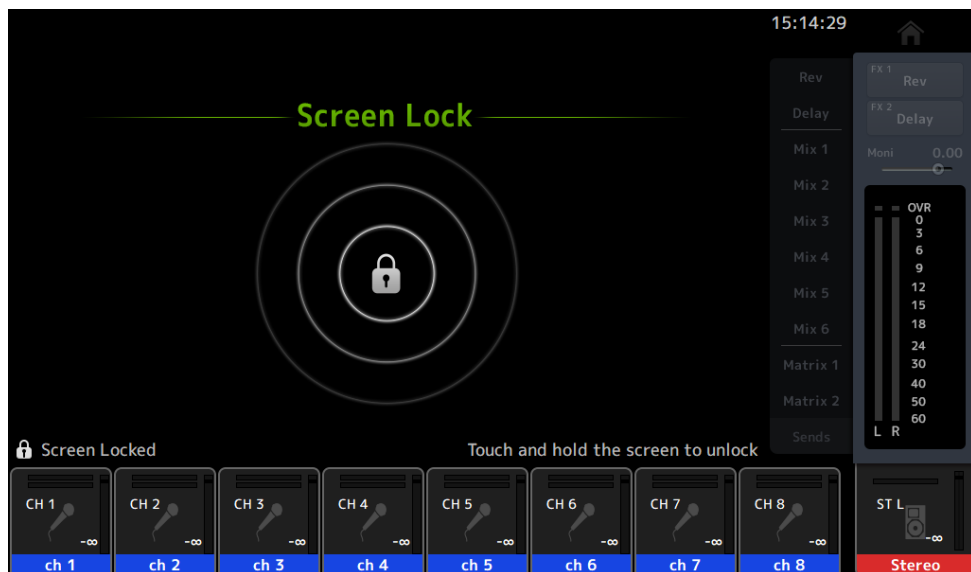 15:14:29
Screen Lock
Rev
Delay
Mix 1
Mix 2
Mix 3
Mix 4
Mix 5
Mix 6
Matrix 1
Matrix 2
Sends
FX 1
Rev
FX 2
Delay
Moni 0.00
OVR
0
3
6
9
12
15
18
24
30
40
50
60
L R
Screen Locked Touch and hold the screen to unlock
CH 1 CH 2 CH 3 CH 4 CH 5 CH 6 CH 7 CH 8 ST L
-∞ -∞ -∞ -∞ -∞ -∞ -∞ -∞ -∞
ch 1 ch 2 ch 3 ch 4 ch 5 ch 6 ch 7 ch 8 Stereo